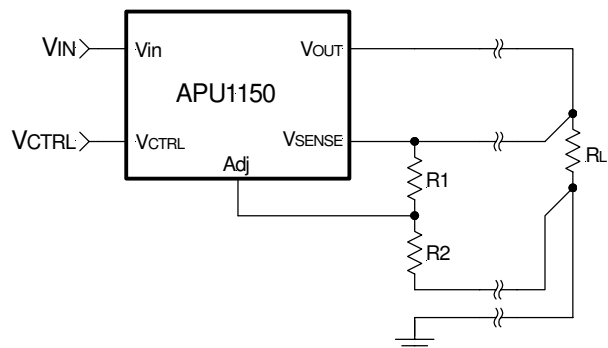 VIN
Vin
VOUT
APU1150
VCTRL
VCTRL
VSENSE
Adj
R1
RL
R2